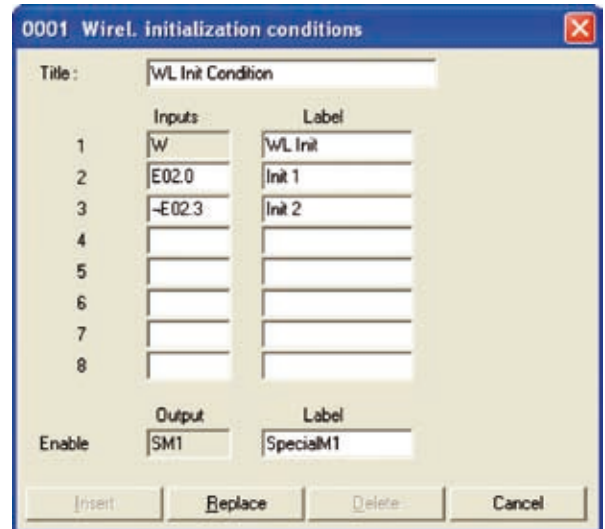 0001 Wirel. initialization conditions
Title : WL Init Condition
Inputs Label
1 W WL Init
2 E02.0 Init 1
3 ¬E02.3 Init 2
4
5
6
7
8
Output Label
Enable SM1 SpecialM1
Insert Replace Delete Cancel